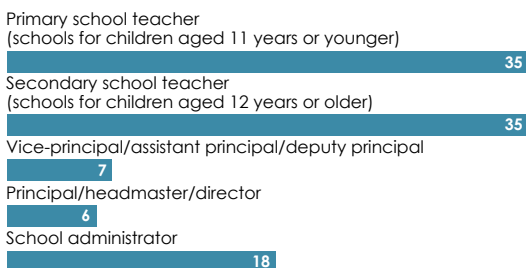 Primary school teacher
(schools for children aged 11 years or younger)
35
Secondary school teacher
(schools for children aged 12 years or older)
35
Vice-principal/assistant principal/deputy principal
7
Principal/headmaster/director
6
School administrator
18